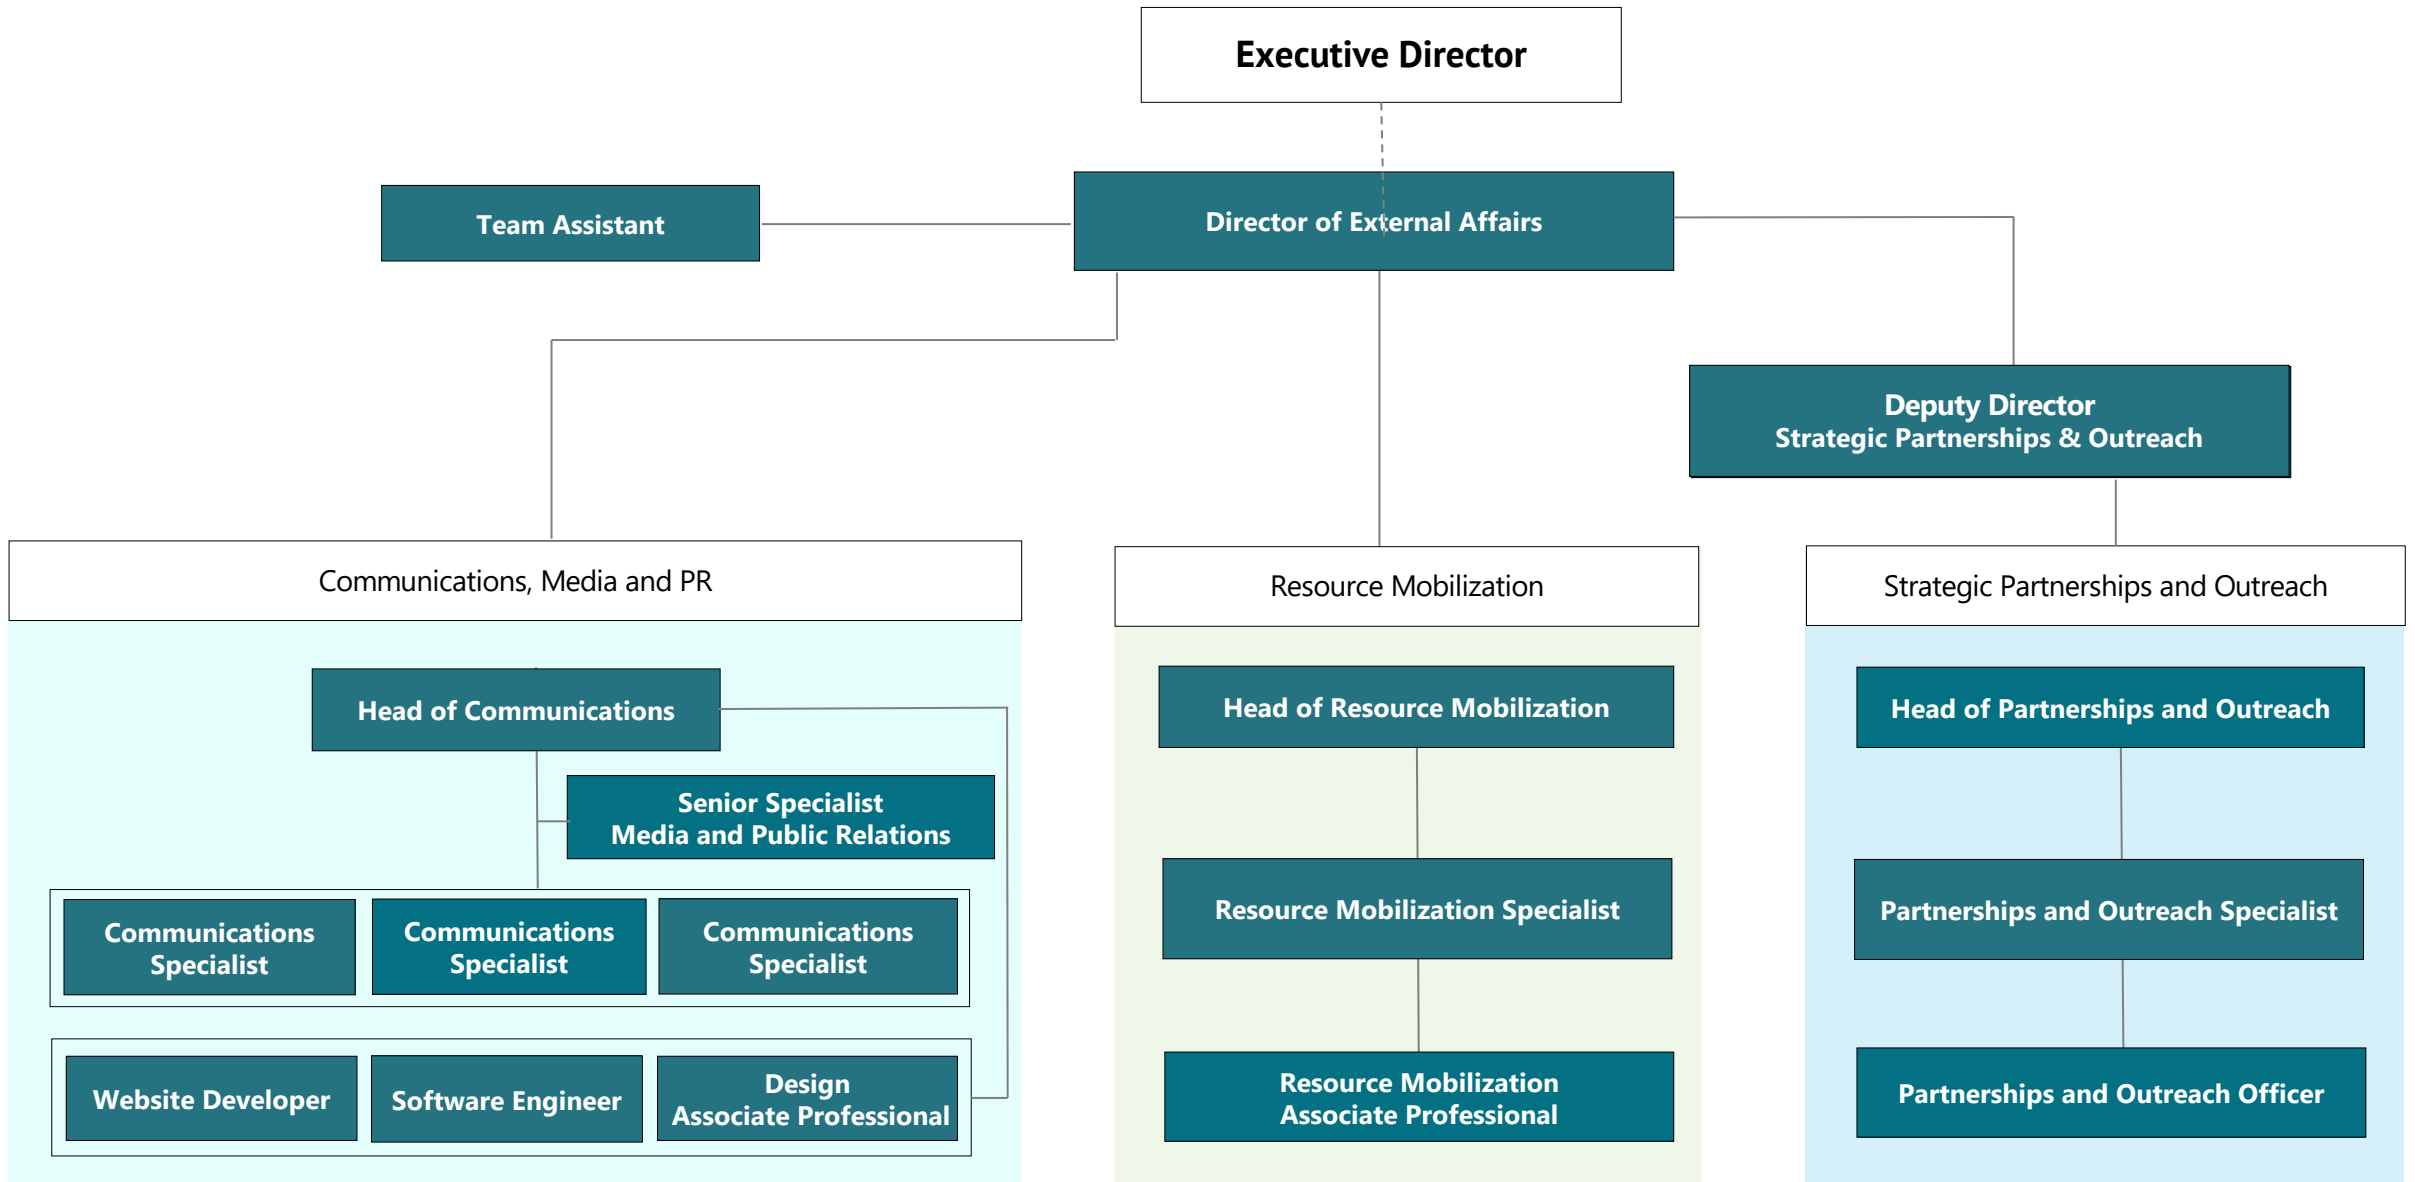 Executive Director
Team Assistant
Director of External Affairs
Deputy Director
Strategic Partnerships & Outreach
Communications, Media and PR
Head of Communications
Senior Specialist
Media and Public Relations
Communications
Specialist
Communications
Specialist
Communications
Specialist
Website Developer
Software Engineer
Design
Associate Professional
Resource Mobilization
Head of Resource Mobilization
Resource Mobilization Specialist
Resource Mobilization
Associate Professional
Strategic Partnerships and Outreach
Head of Partnerships and Outreach
Partnerships and Outreach Specialist
Partnerships and Outreach Officer